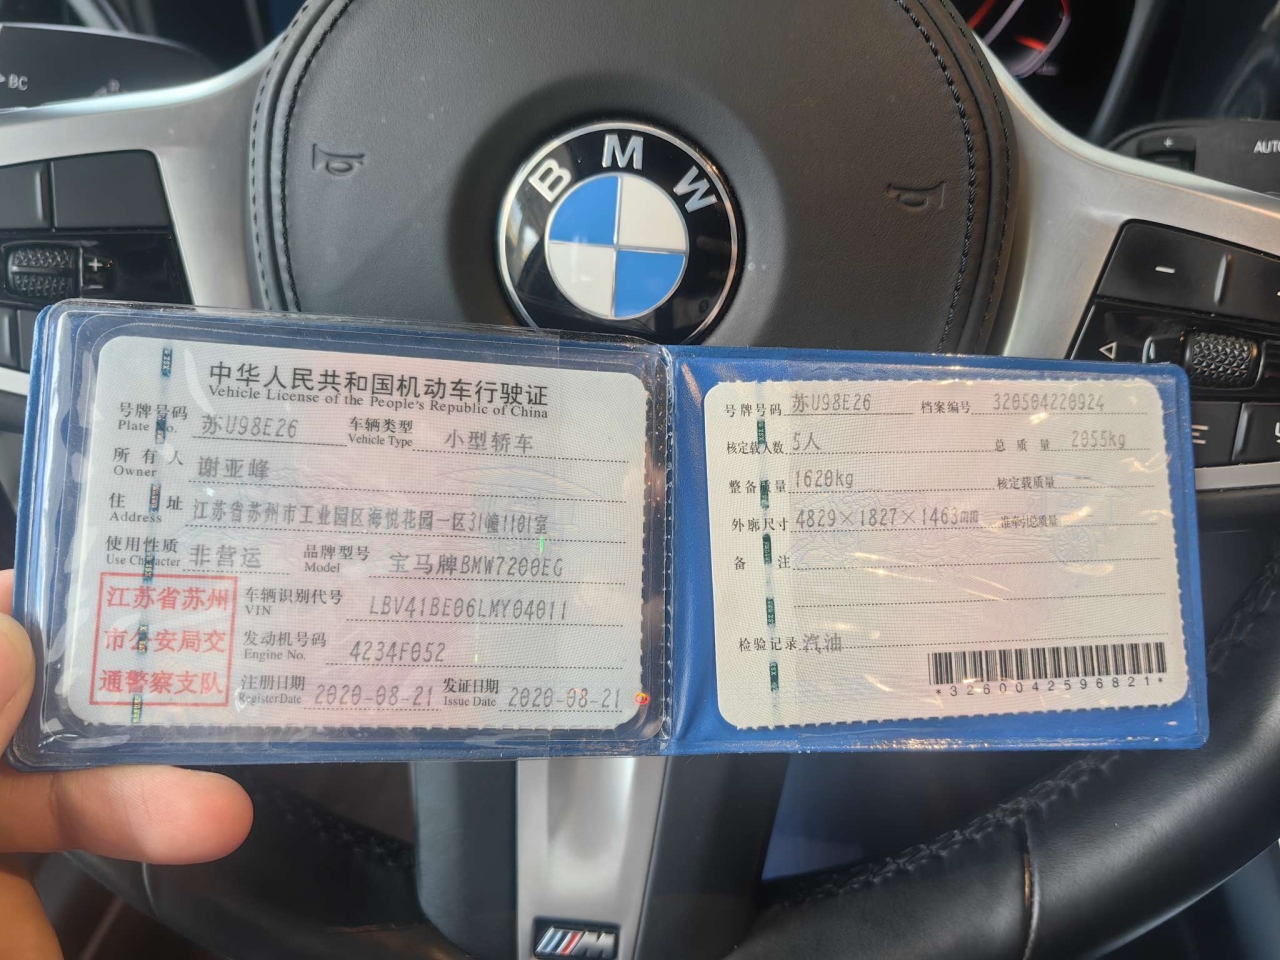 BC
BMW
AUTO
中华人民共和国机动车行驶证
Vehicle License of the People's Republic of China
号牌号码 苏U98E26 车辆类型 小型轿车
Plate No. Vehicle Type
所有人 谢亚峰
Owner
住址 江苏省苏州市工业园区海悦花园一区31幢1101室
Address
使用性质 非营运 品牌型号 宝马牌BMW7200EG
Use Character Model
江苏省苏州
市公安局交
通警察支队
车辆识别代号 LBV41BE06LMY04011
VIN
发动机号码 4234F052
Engine No.
注册日期 2020-08-21 发证日期 2020-08-21
Register Date Issue Date
号牌号码 苏U98E26 档案编号 320504220924
核定载人数 5人 总质量 2055kg
整备质量 1620kg 核定载质量
外廓尺寸 4829×1827×1463mm 准牵引总质量
备注
检验记录 汽油
*3260042596821*
M